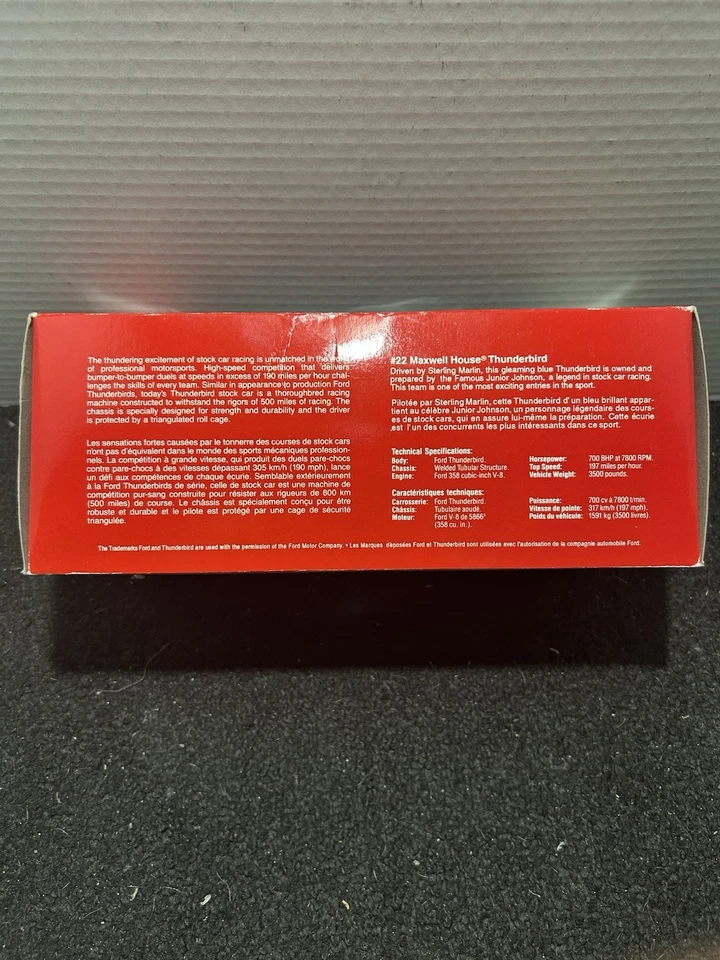 The thundering excitement of stock car racing is unmatched in the world
of professional motorsports. High-speed competition that delivers
bumper-to-bumper duels at speeds in excess of 190 miles per hour chal-
lenges the skills of every team. Similar in appearance to production Ford
Thunderbirds, today's Thunderbird stock car is a thoroughbred racing
machine constructed to withstand the rigors of 500 miles of racing. The
chassis is specially designed for strength and durability and the driver
is protected by a triangulated roll cage.
Les sensations fortes causées par le tonnerre des courses de stock cars
n'ont pas d'équivalent dans le monde des sports mécaniques profession-
nels. La compétition à grande vitesse, qui produit des duels pare-chocs
contre pare-chocs à des vitesses dépassant 305 km/h (190 mph), lance
un défi aux compétences de chaque écurie. Semblable extérieurement
à la Ford Thunderbirds de série, celle de stock car est une machine de
compétition pur-sang construite pour résister aux rigueurs de 800 km
(500 miles) de course. Le châssis est spécialement conçu pour être
robuste et durable et le pilote est protégé par une cage de sécurité
triangulée.
#22 Maxwell House® Thunderbird
Driven by Sterling Marlin, this gleaming blue Thunderbird is owned and
prepared by the Famous Junior Johnson, a legend in stock car racing.
This team is one of the most exciting entries in the sport.
Pilotée par Sterling Marlin, cette Thunderbird d'un bleu brillant appar-
tient au célèbre Junior Johnson, un personnage légendaire des cours-
es de stock cars, qui en assure lui-même la préparation. Cette écurie
est l'un des concurrents les plus intéressants dans ce sport.
Technical Specifications:
Body: Ford Thunderbird. Horsepower: 700 BHP at 7800 RPM.
Chassis: Welded Tubular Structure. Top Speed: 197 miles per hour.
Engine: Ford 358 cubic-inch V-8. Vehicle Weight: 3500 pounds.
Caractéristiques techniques:
Carrosserie: Ford Thunderbird. Puissance: 700 cv à 7800 t/min.
Châssis: Tubulaire aoudé. Vitesse de pointe: 317 km/h (197 mph).
Moteur: Ford V-8 de 5866³ Poids du véhicule: 1591 kg (3500 livres).
(358 cu. in.).
The Trademarks Ford and Thunderbird are used with the permission of the Ford Motor Company. • Les Marques déposées Ford et Thunderbird sont utilisées avec l'autorisation de la compagnie automobile Ford.